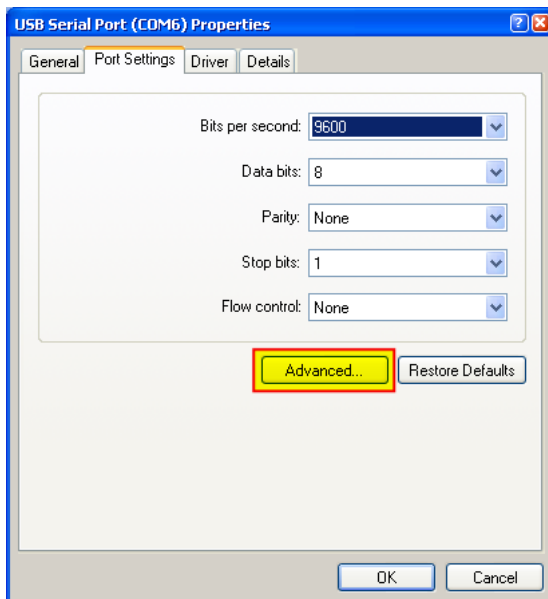 USB Serial Port (COM6) Properties
General Port Settings Driver Details
Bits per second: 9600
Data bits: 8
Parity: None
Stop bits: 1
Flow control: None
Advanced... Restore Defaults
OK Cancel